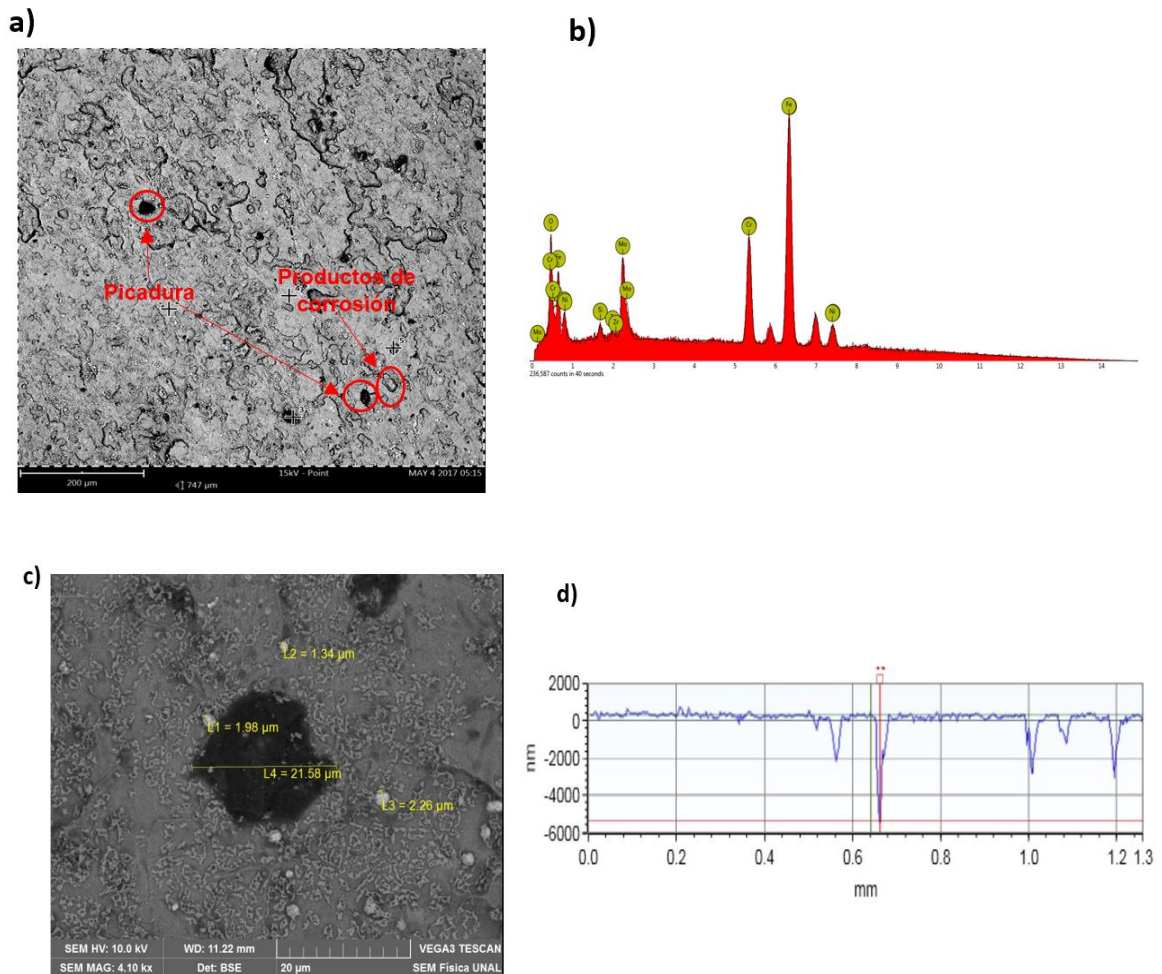 a)
Picadura
Productos de
corrosión
200 µm
747 µm
15kV - Point
MAY 4 2017 05:15
b)
Fe
O
Cr
Fe
Cr
Ni
Mo
Si
Mo
Mo
Cr
Ni
0 1 2 3 4 5 6 7 8 9 10 11 12 13 14
236,587 counts in 40 seconds
c)
L2 = 1.34 µm
L1 = 1.98 µm
L4 = 21.58 µm
L3 = 2.26 µm
SEM HV: 10.0 kV WD: 11.22 mm VEGA3 TESCAN
SEM MAG: 4.10 kx Det: BSE 20 µm SEM Física UNAL
d)
2000
0
-2000
-4000
-6000
nm
0.0 0.2 0.4 0.6 0.8 1.0 1.2 1.3
mm